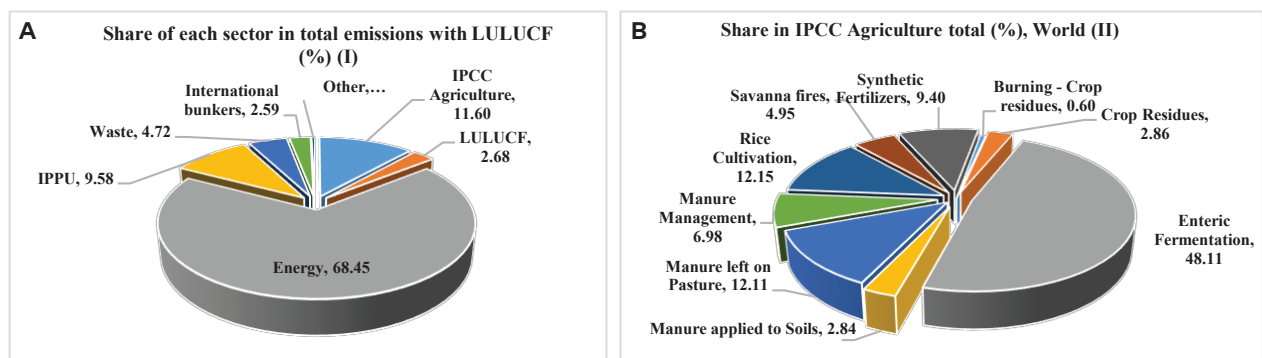 A
Share of each sector in total emissions with LULUCF
(%) (I)
International
bunkers, 2.59
Other,...
IPCC
Agriculture,
11.60
Waste, 4.72
LULUCF,
2.68
IPPU, 9.58
Energy, 68.45
B
Share in IPCC Agriculture total (%), World (II)
Synthetic
Fertilizers, 9.40
Burning - Crop
residues, 0.60
Savanna fires,
4.95
Crop Residues,
2.86
Rice
Cultivation,
12.15
Manure
Management,
6.98
Enteric
Fermentation,
48.11
Manure left on
Pasture, 12.11
Manure applied to Soils, 2.84